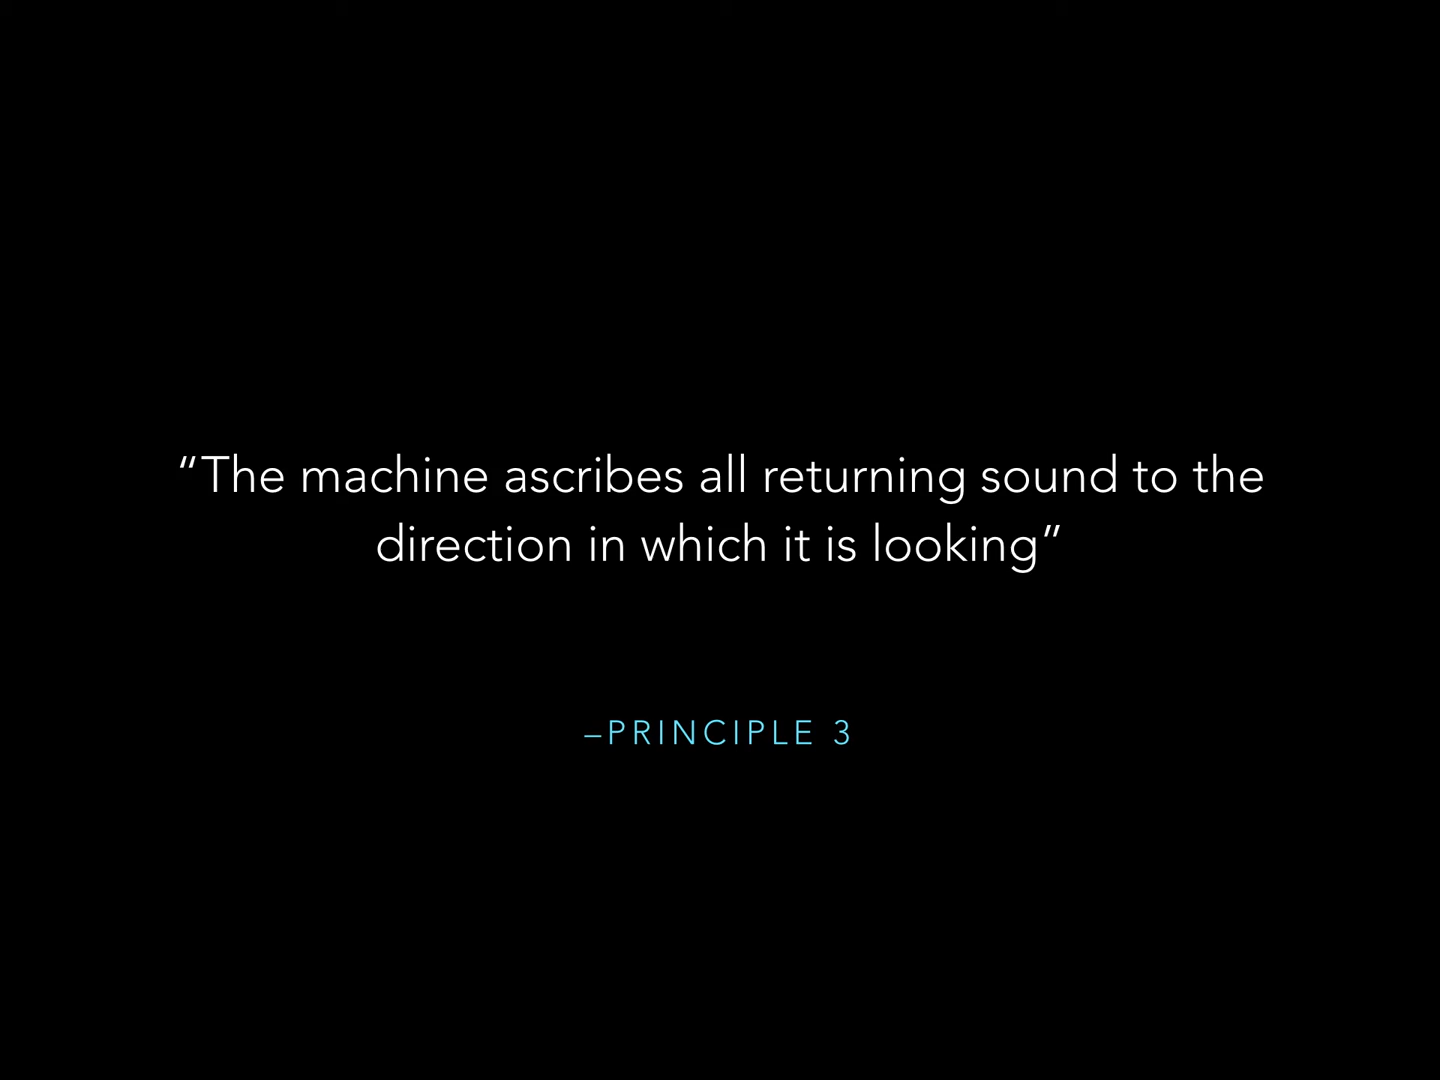 “The machine ascribes all returning sound to the
direction in which it is looking”
–PRINCIPLE 3